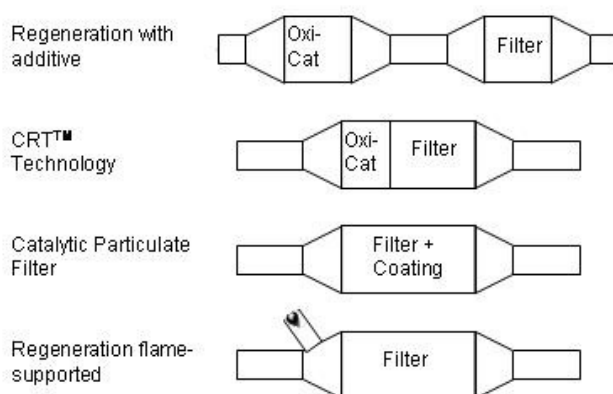 Regeneration with
additive
Oxi-
Cat
Filter
CRT™
Technology
Oxi-
Cat
Filter
Catalytic Particulate
Filter
Filter +
Coating
Regeneration flame-
supported
Filter